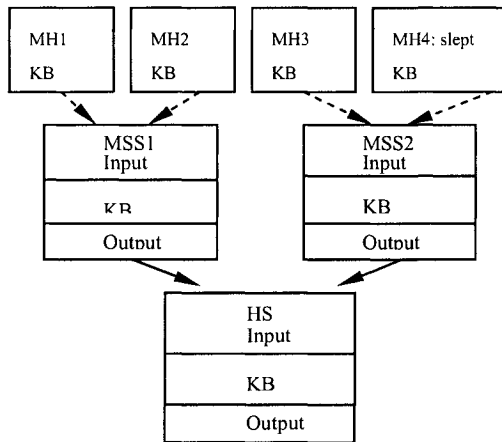 MH1
KB
MH2
KB
MH3
KB
MH4: slept
KB
MSS1
Input
KB
Output
MSS2
Input
KB
Output
HS
Input
KB
Output